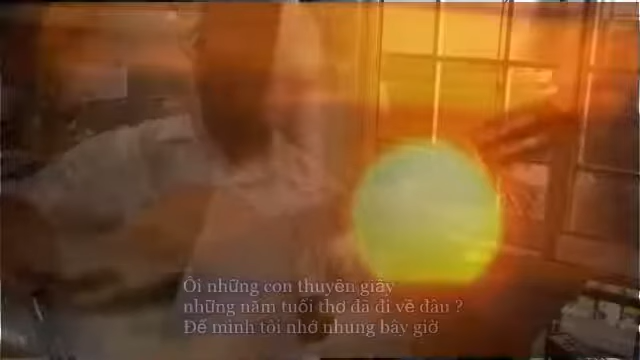 Ôi những con thuyền giấy
những năm tuổi thơ đã đi về đâu ?
Để mình tôi nhớ nhung bây giờ